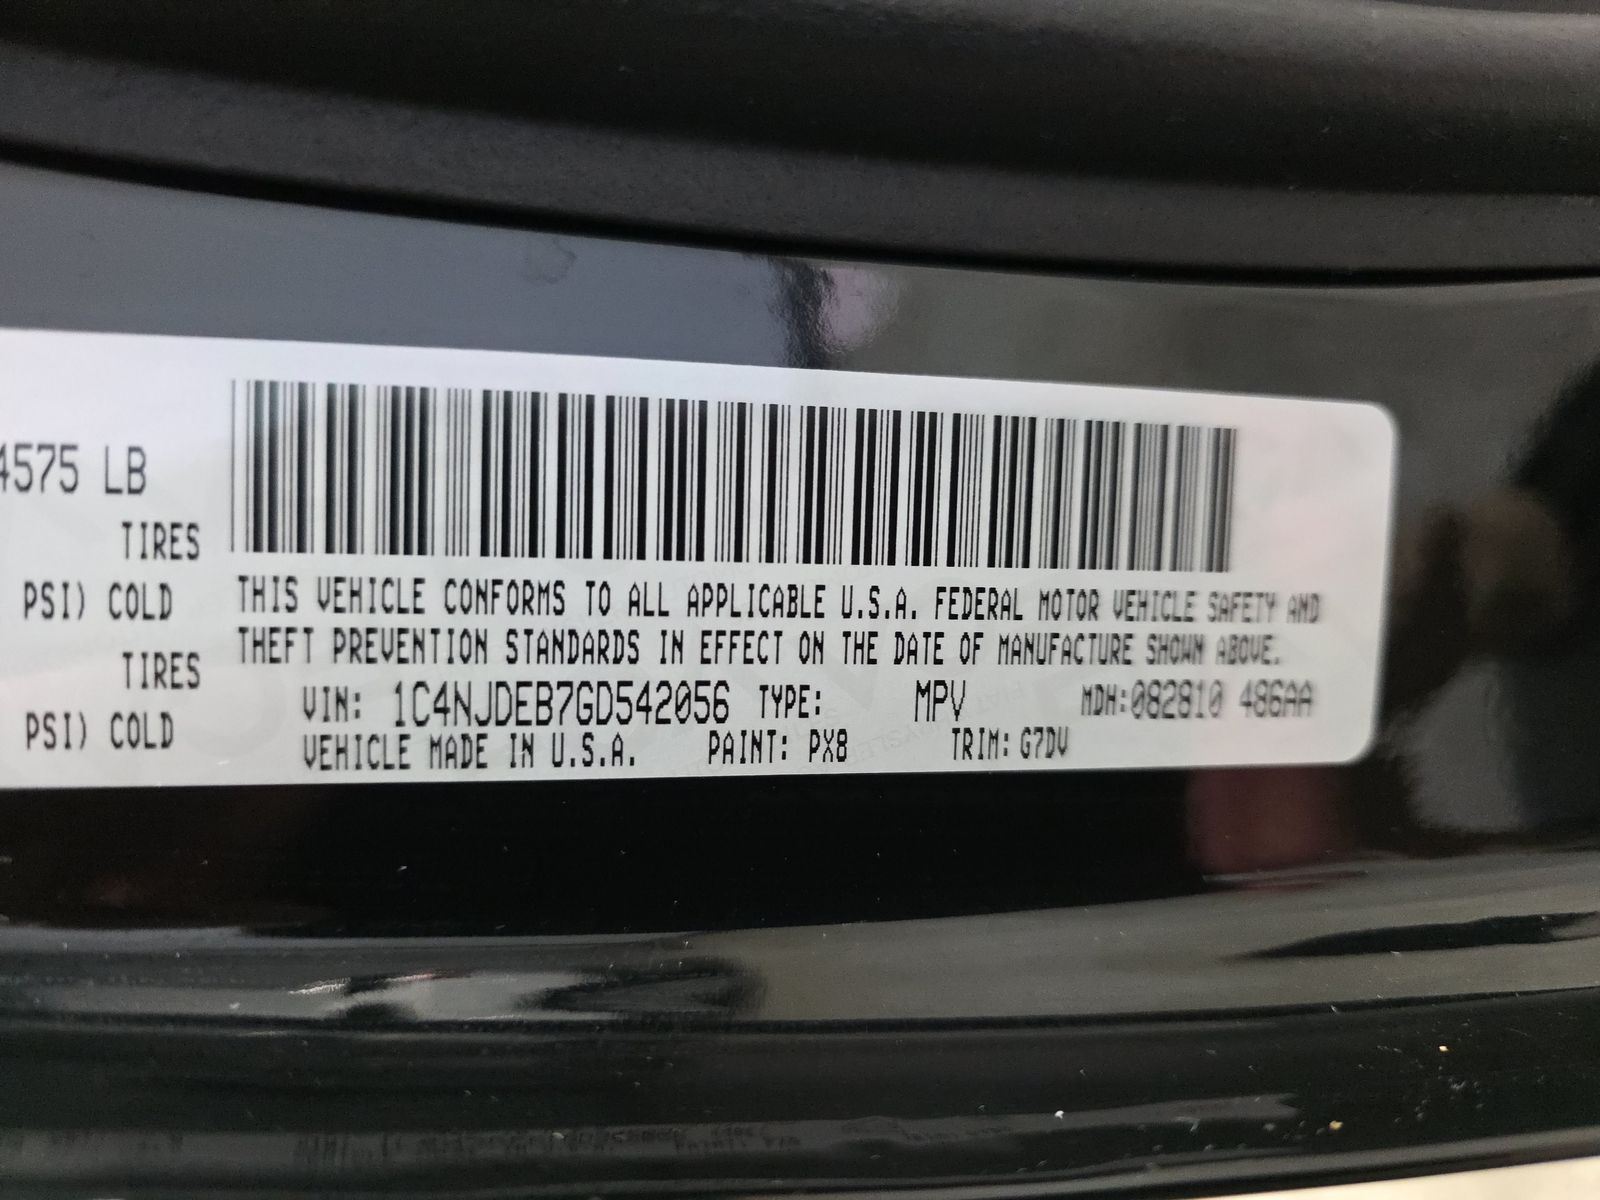 4575 LB
TIRES
PSI) COLD
TIRES
PSI) COLD
THIS VEHICLE CONFORMS TO ALL APPLICABLE U.S.A. FEDERAL MOTOR VEHICLE SAFETY AND
THEFT PREVENTION STANDARDS IN EFFECT ON THE DATE OF MANUFACTURE SHOWN ABOVE.
VIN: 1C4NJDEB7GD542056 TYPE: MPV MDH:082810 486AA
VEHICLE MADE IN U.S.A. PAINT: PX8 TRIM: G7DV